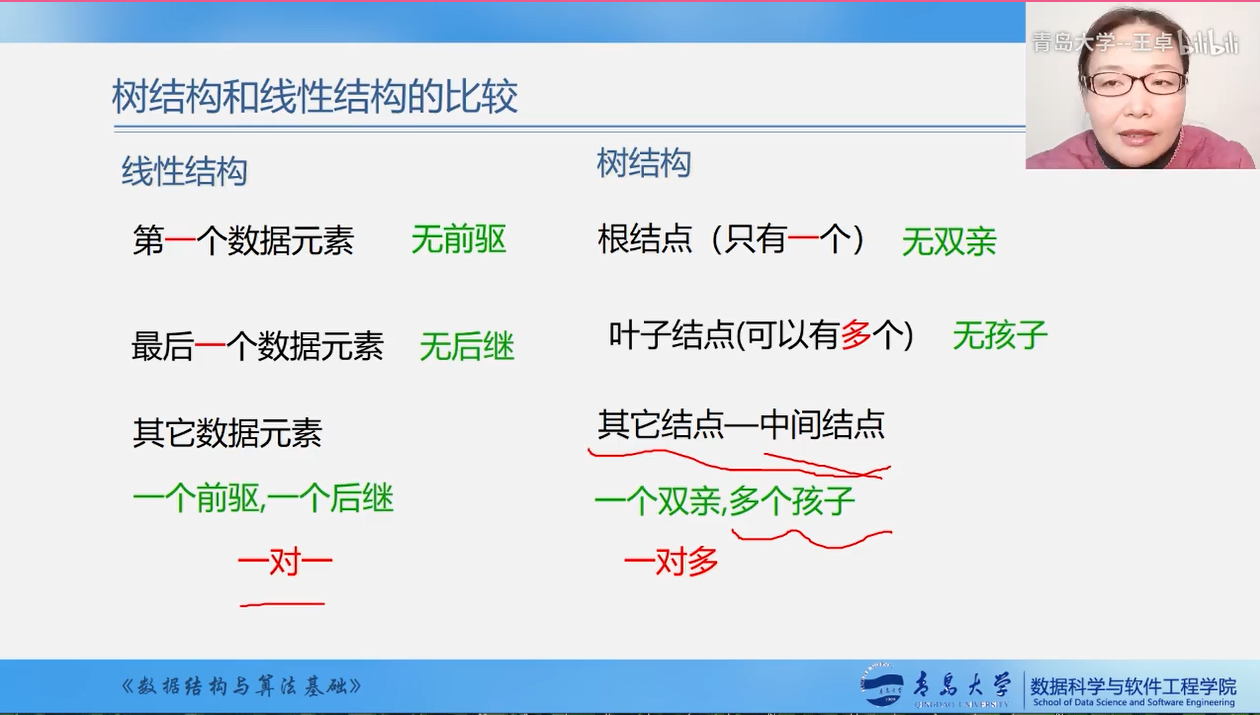 青岛大学--王卓 bilibili
树结构和线性结构的比较
线性结构
树结构
第一个数据元素 无前驱
根结点（只有一个） 无双亲
最后一个数据元素 无后继
叶子结点(可以有多个) 无孩子
其它数据元素
其它结点—中间结点
一个前驱,一个后继
一个双亲,多个孩子
一对一
一对多
《数据结构与算法基础》
青岛大学
QINGDAO UNIVERSITY
数据科学与软件工程学院
School of Data Science and Software Engineering